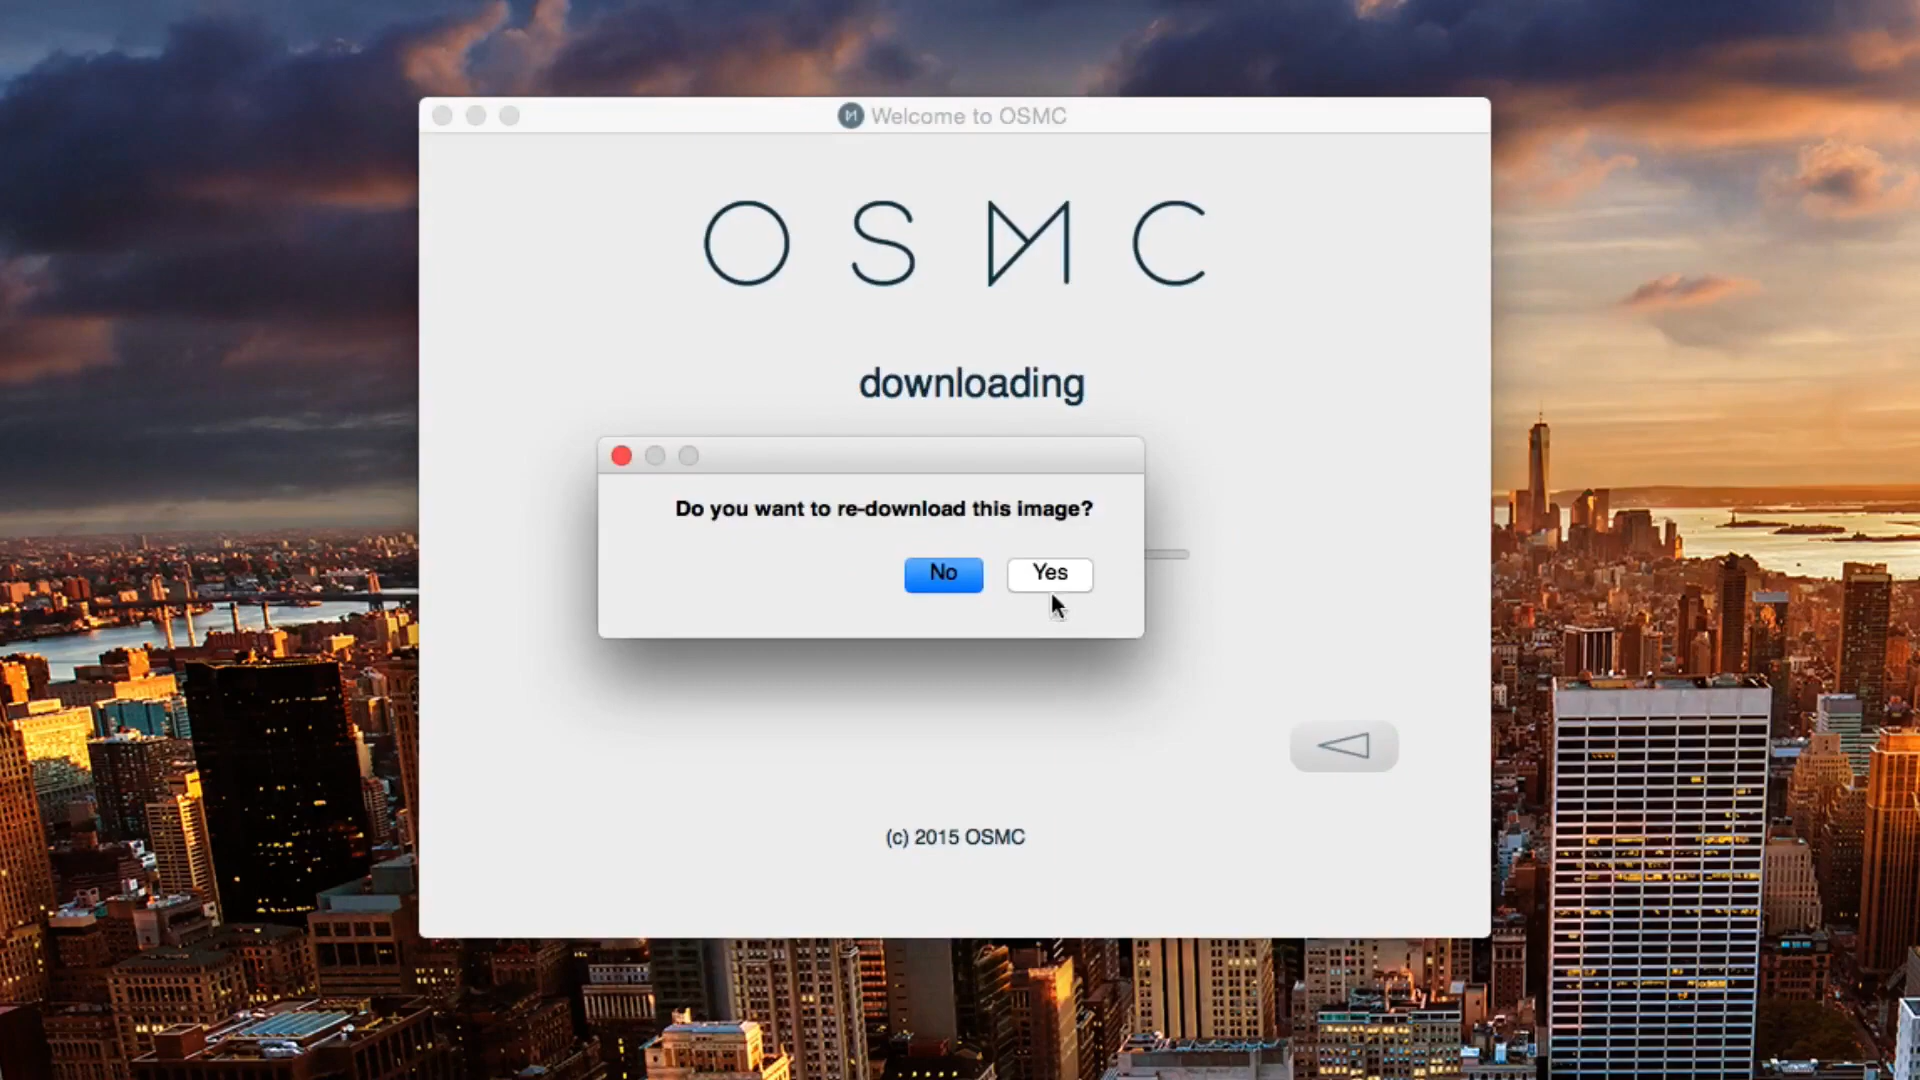 Welcome to OSMC
OSMC
downloading
Do you want to re-download this image?
No
Yes
(c) 2015 OSMC